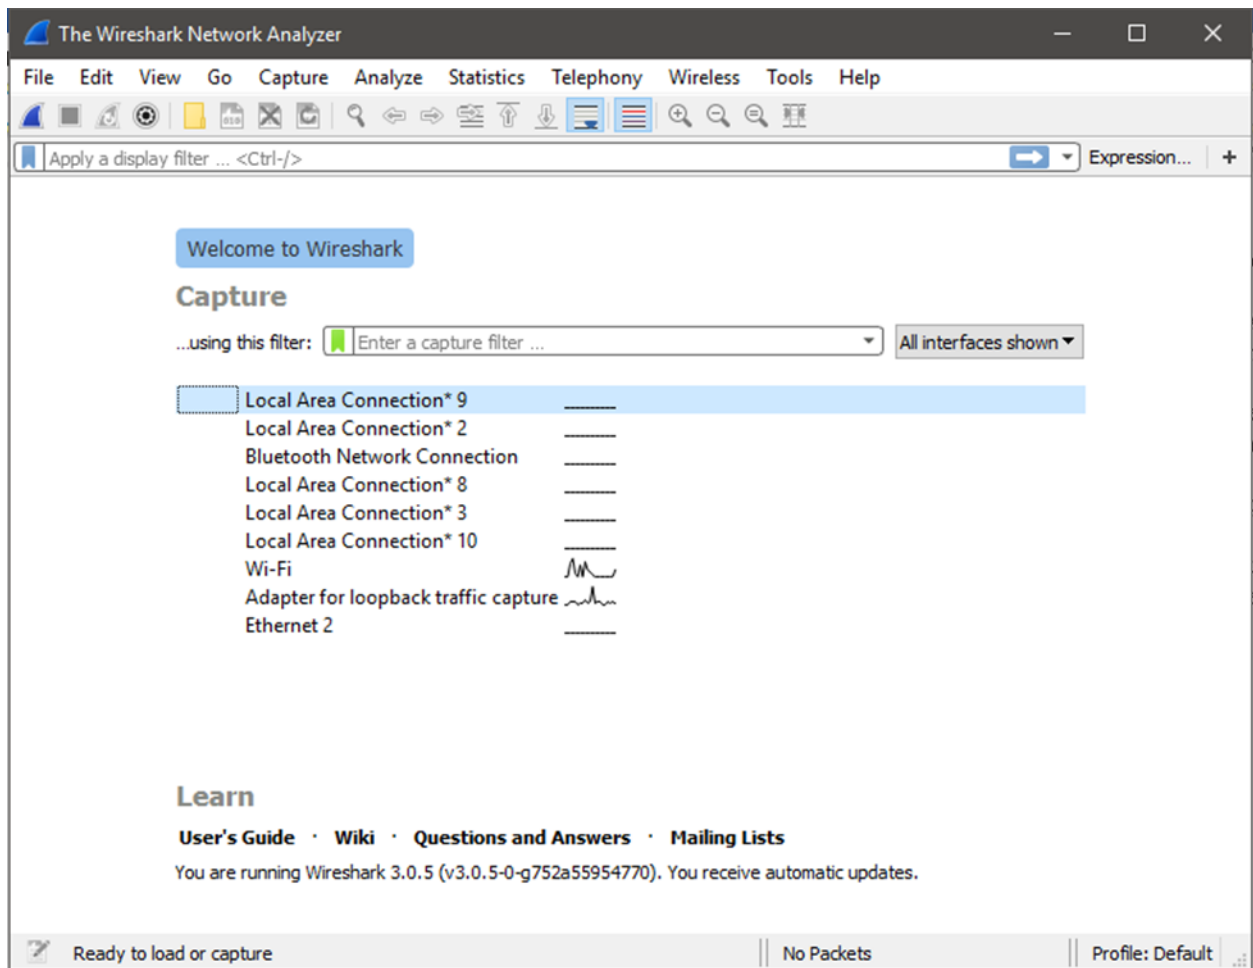 The Wireshark Network Analyzer
File Edit View Go Capture Analyze Statistics Telephony Wireless Tools Help
Apply a display filter ... <Ctrl-/> Expression... +
Welcome to Wireshark
Capture
...using this filter: Enter a capture filter ... All interfaces shown
Local Area Connection* 9
Local Area Connection* 2
Bluetooth Network Connection
Local Area Connection* 8
Local Area Connection* 3
Local Area Connection* 10
Wi-Fi
Adapter for loopback traffic capture
Ethernet 2
Learn
User's Guide · Wiki · Questions and Answers · Mailing Lists
You are running Wireshark 3.0.5 (v3.0.5-0-g752a55954770). You receive automatic updates.
Ready to load or capture No Packets Profile: Default